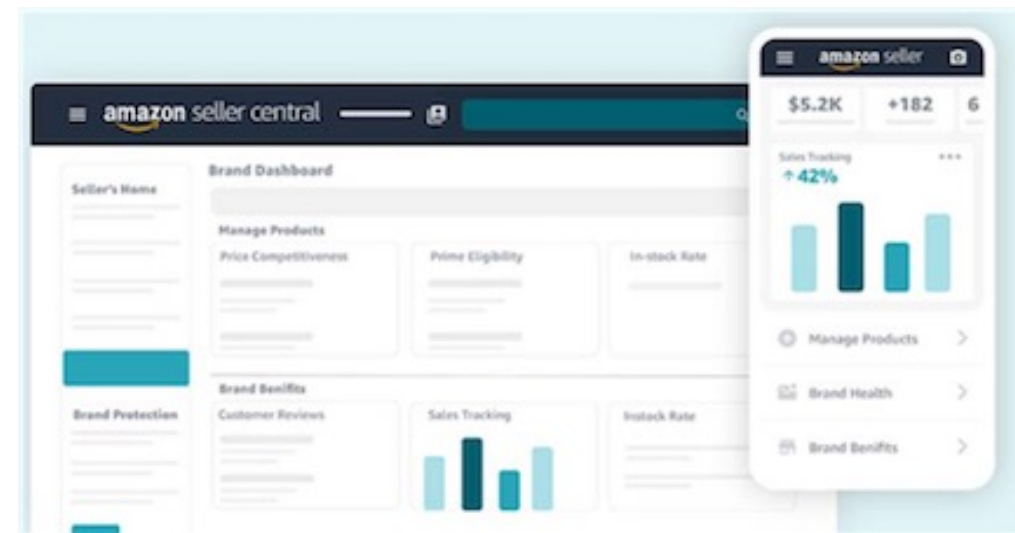 amazon seller central
Seller's Home
Brand Protection
Brand Dashboard
Manage Products
Price Competitiveness
Prime Eligibility
In-stock Rate
Brand Benifits
Customer Reviews
Sales Tracking
Instock Rate
amazon seller
$5.2K
+182
6
Sales Tracking
↑42%
Manage Products
Brand Health
Brand Benifits